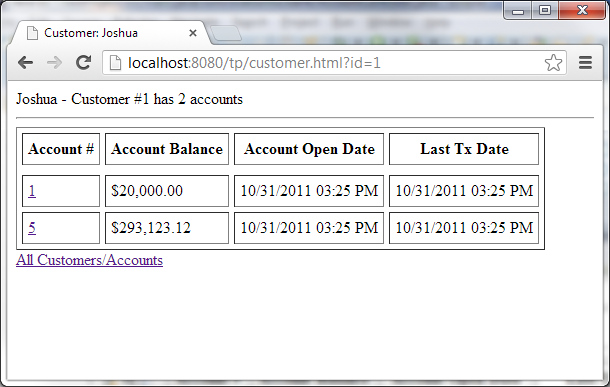 Customer: Joshua
localhost:8080/tp/customer.html?id=1
Joshua - Customer #1 has 2 accounts
Account # Account Balance Account Open Date Last Tx Date
1 $20,000.00 10/31/2011 03:25 PM 10/31/2011 03:25 PM
5 $293,123.12 10/31/2011 03:25 PM 10/31/2011 03:25 PM
All Customers/Accounts